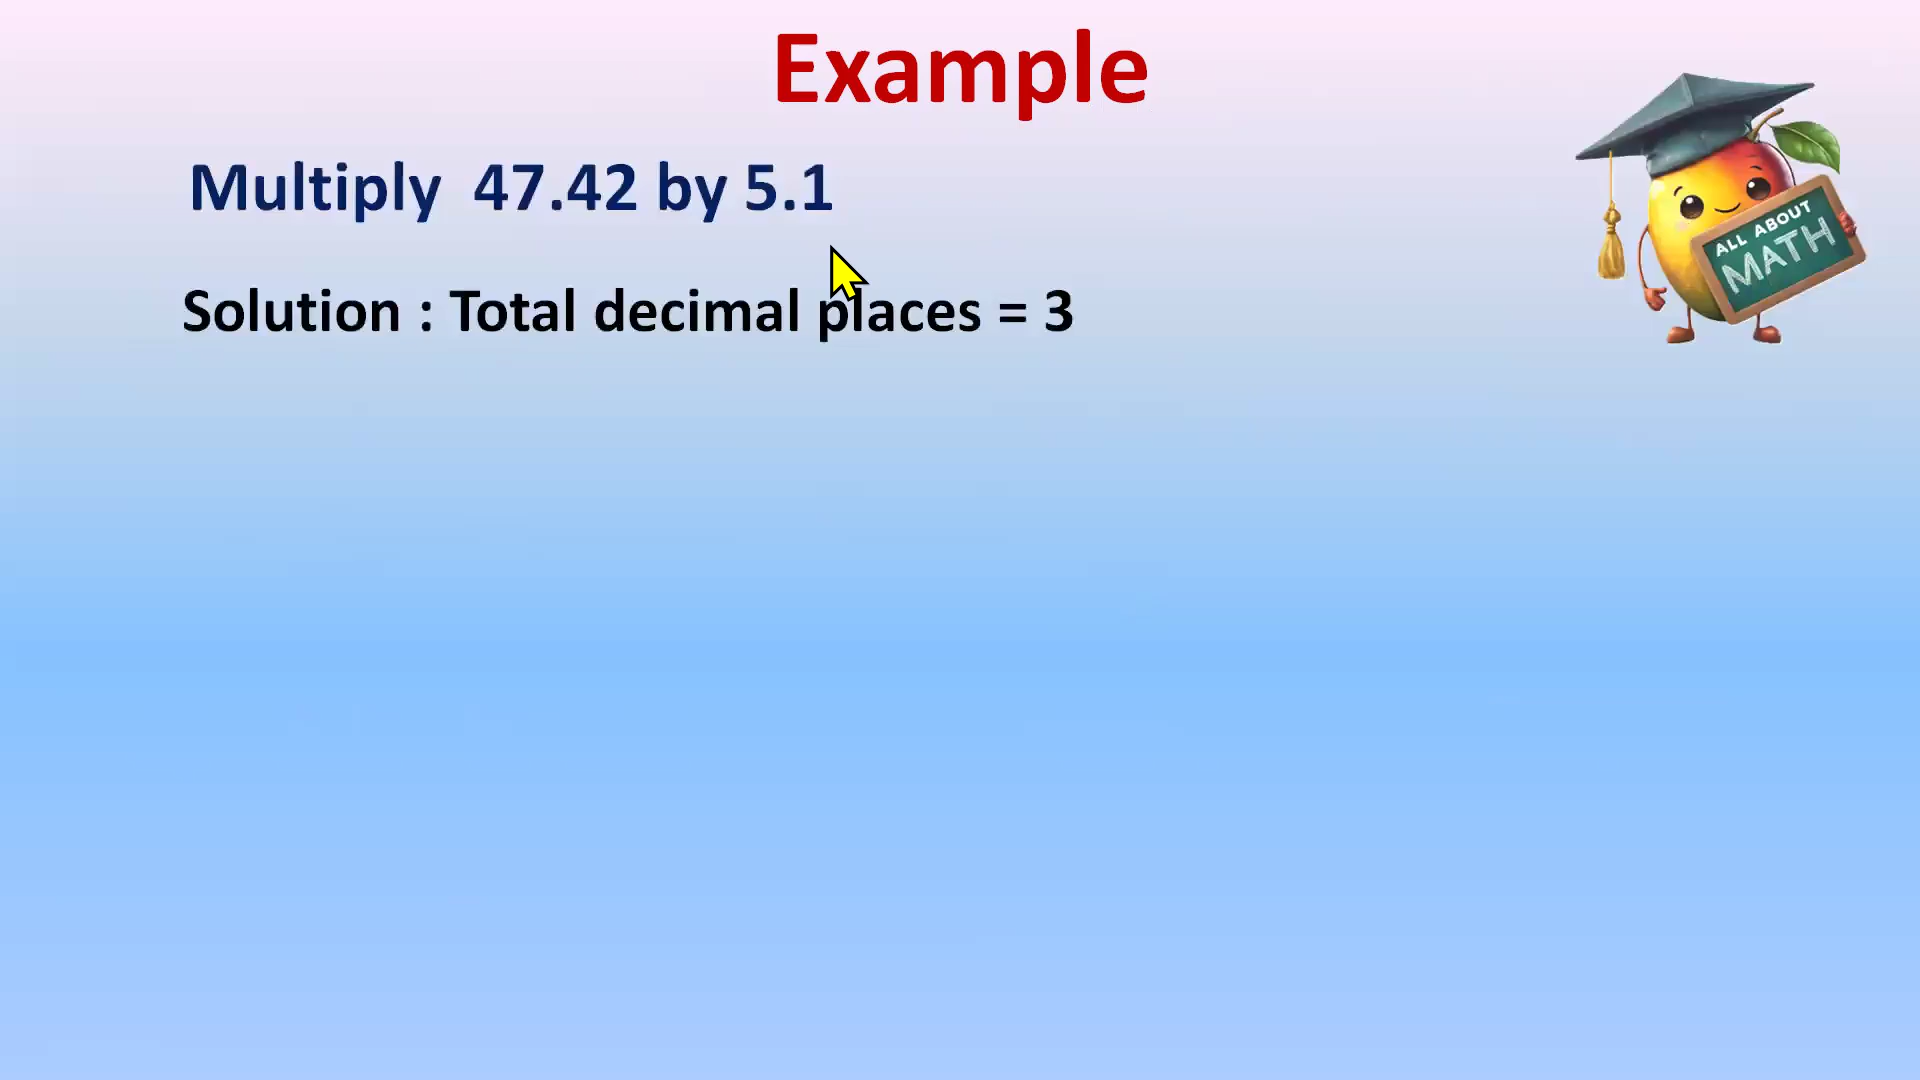 Example
Multiply 47.42 by 5.1
Solution : Total decimal places = 3
ALL ABOUT
MATH